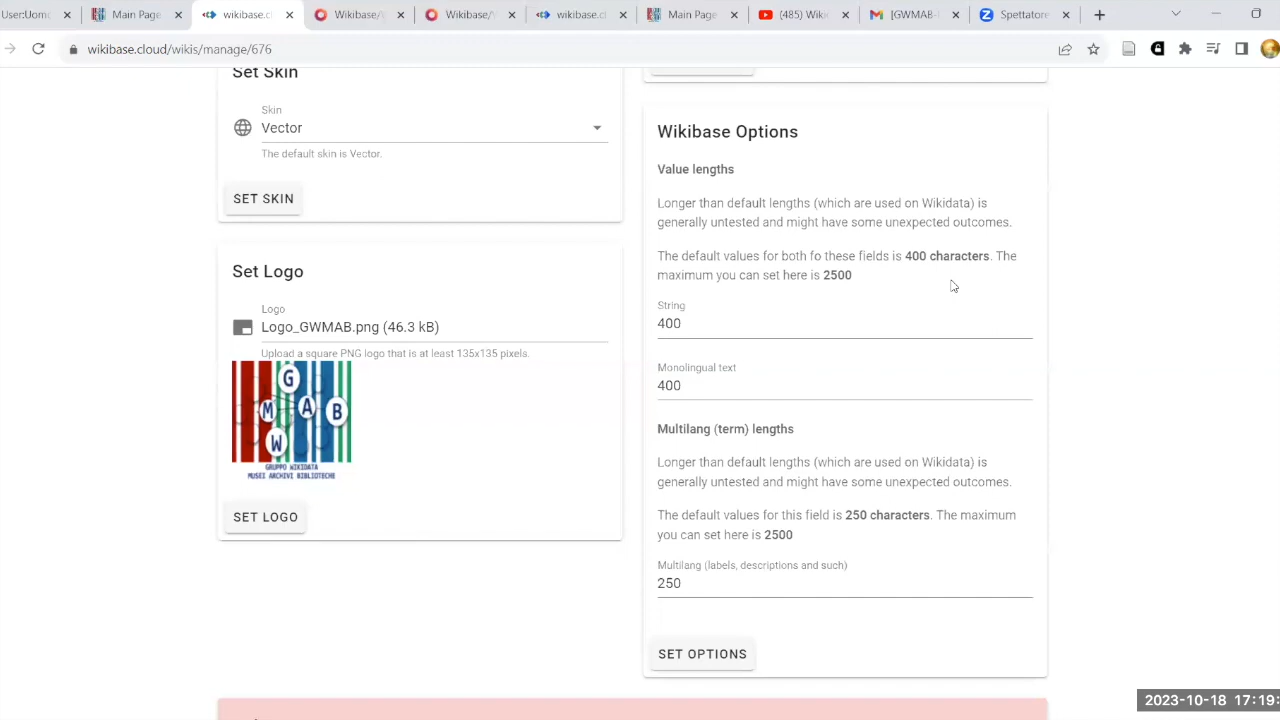 User:Uomo
Main Page
wikibase.c
Wikibase/
Wikibase/
wikibase.cl
Main Page
(485) Wiki
[GWMAB-I
Spettatore
wikibase.cloud/wikis/manage/676
Set Skin
Skin
Vector
The default skin is Vector.
SET SKIN
Set Logo
Logo
Logo_GWMAB.png (46.3 kB)
Upload a square PNG logo that is at least 135x135 pixels.
G
M A B
W
GRUPPO WIKIDATA
MUSEI ARCHIVI BIBLIOTECHE
SET LOGO
Wikibase Options
Value lengths
Longer than default lengths (which are used on Wikidata) is
generally untested and might have some unexpected outcomes.
The default values for both fo these fields is 400 characters. The
maximum you can set here is 2500
String
400
Monolingual text
400
Multilang (term) lengths
Longer than default lengths (which are used on Wikidata) is
generally untested and might have some unexpected outcomes.
The default values for this field is 250 characters. The maximum
you can set here is 2500
Multilang (labels, descriptions and such)
250
SET OPTIONS
2023-10-18 17:19: